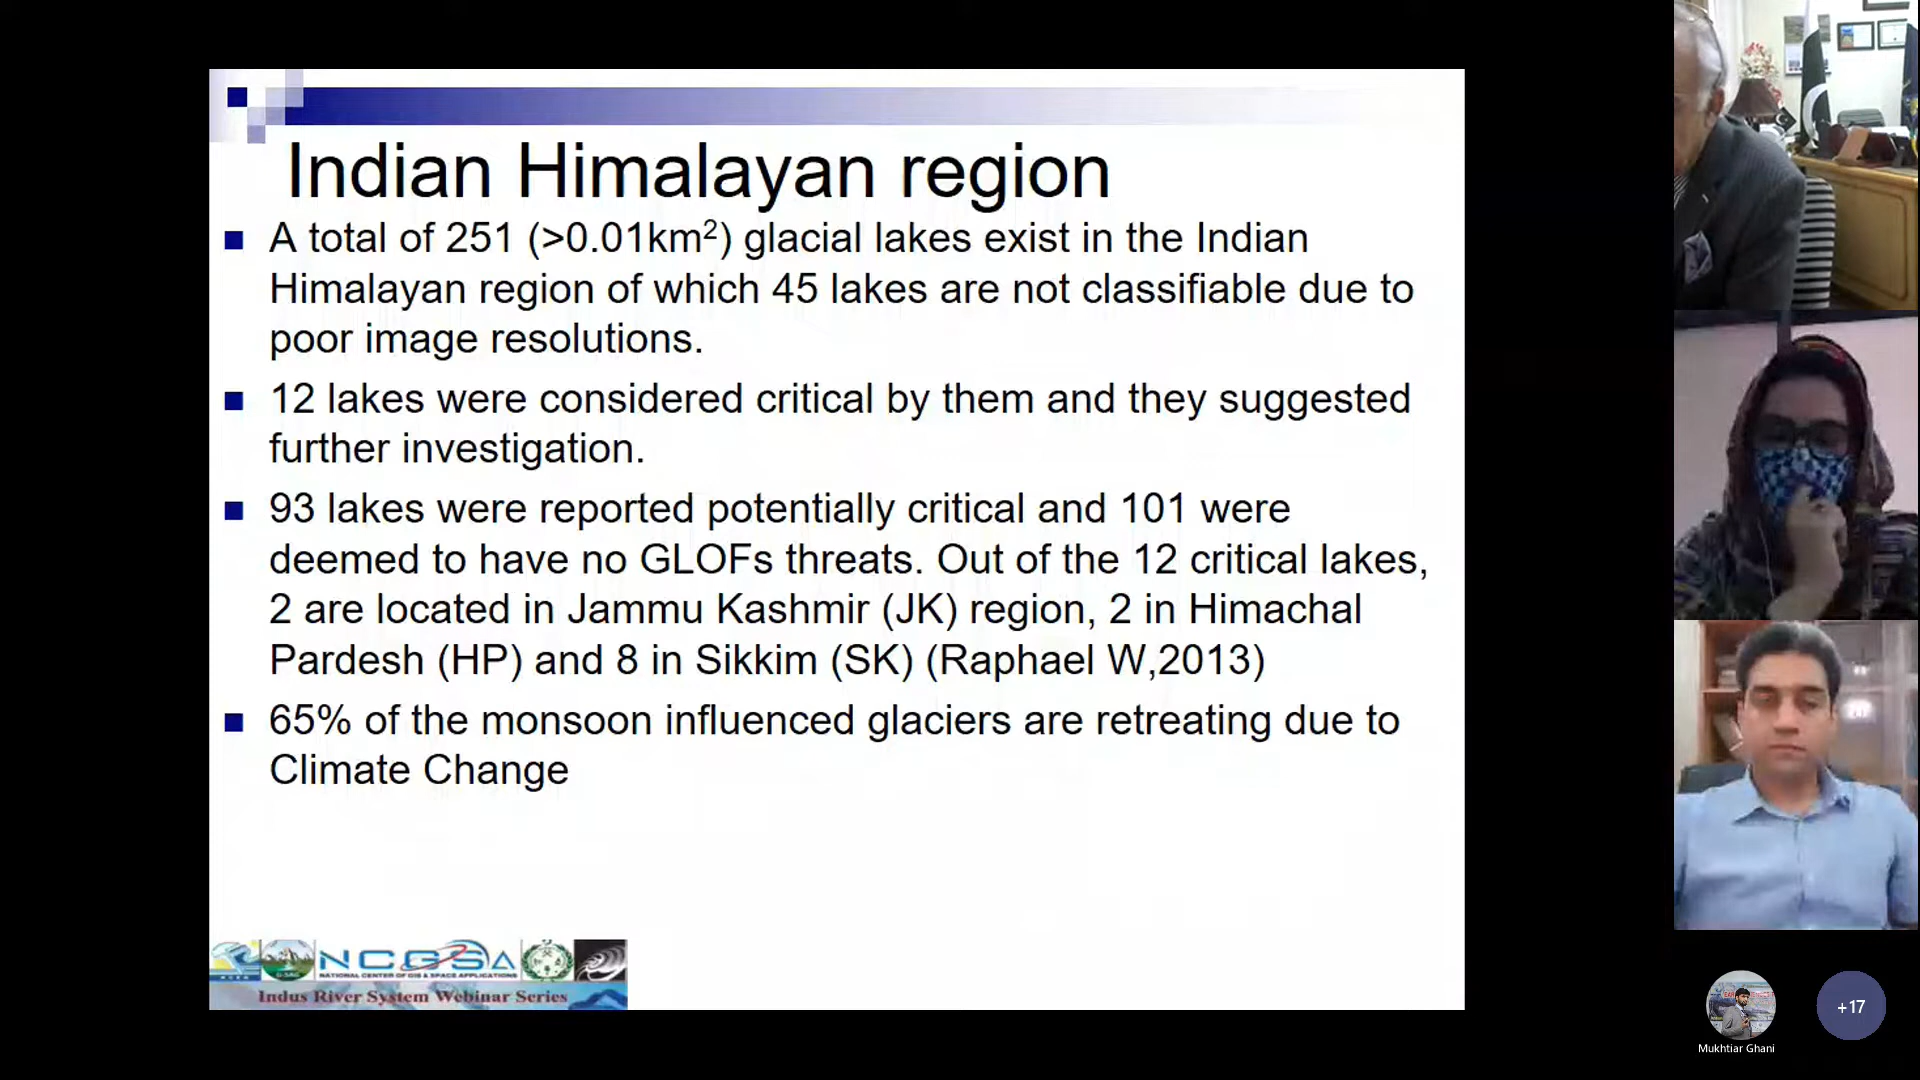 Indian Himalayan region
A total of 251 (>0.01km²) glacial lakes exist in the Indian
Himalayan region of which 45 lakes are not classifiable due to
poor image resolutions.
12 lakes were considered critical by them and they suggested
further investigation.
93 lakes were reported potentially critical and 101 were
deemed to have no GLOFs threats. Out of the 12 critical lakes,
2 are located in Jammu Kashmir (JK) region, 2 in Himachal
Pardesh (HP) and 8 in Sikkim (SK) (Raphael W,2013)
65% of the monsoon influenced glaciers are retreating due to
Climate Change
NCGSA
NATIONAL CENTER OF GIS & SPACE APPLICATIONS
Indus River System Webinar Series
+17
Mukhtiar Ghani